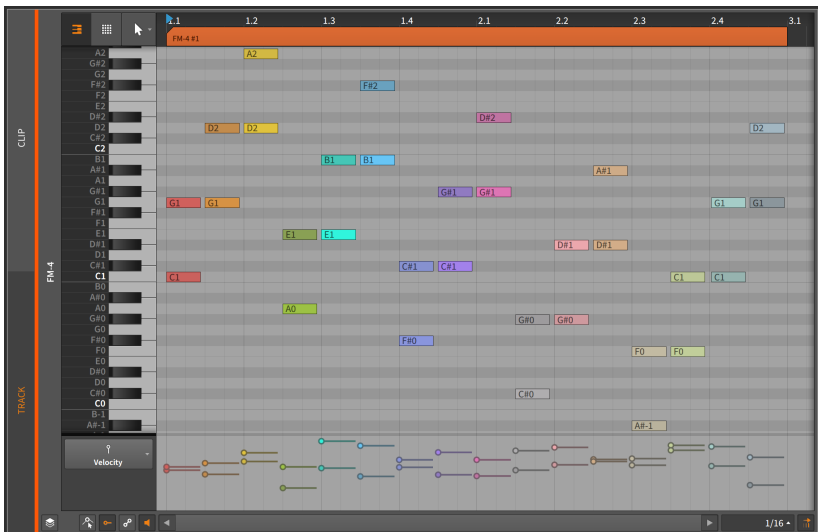 1.1 1.2 1.3 1.4 2.1 2.2 2.3 2.4 3.1
FM-4 #1
CLIP
TRACK
FM-4
A2 A2
G#2
G2
F#2 F#2
F2
E2
D#2 D#2
D2 D2 D2 D2
C#2
C2
B1 B1 B1
A#1 A#1
A1
G#1 G#1 G#1
G1 G1 G1 G1 G1
F#1
F1
E1 E1 E1
D#1 D#1 D#1
D1
C#1 C#1 C#1
C1 C1 C1 C1
B0
A#0
A0 A0
G#0 G#0 G#0
G0
F#0 F#0
F0 F0 F0
E0
D#0
D0
C#0 C#0
C0
B-1
A#-1 A#-1
Velocity
1/16